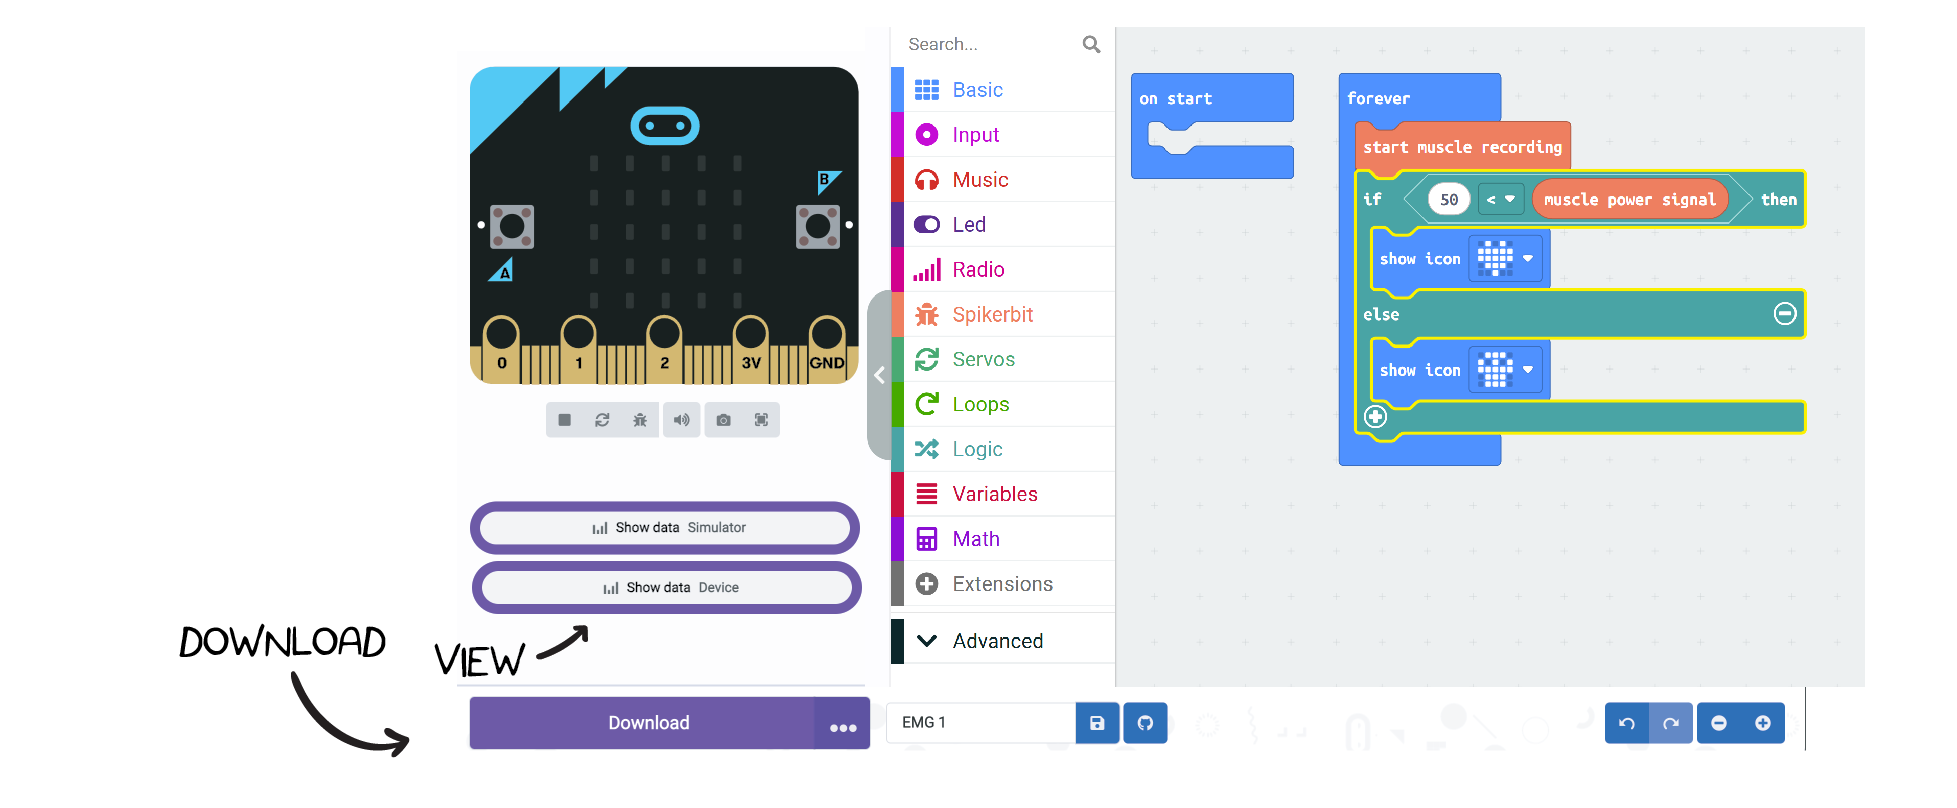 Search...
B
A
0 1 2 3V GND
Show data Simulator
Show data Device
DOWNLOAD
VIEW
Download
Basic
Input
Music
Led
Radio
Spikerbit
Servos
Loops
Logic
Variables
Math
Extensions
Advanced
EMG 1
on start
forever
start muscle recording
if 50 < muscle power signal then
show icon
else
show icon